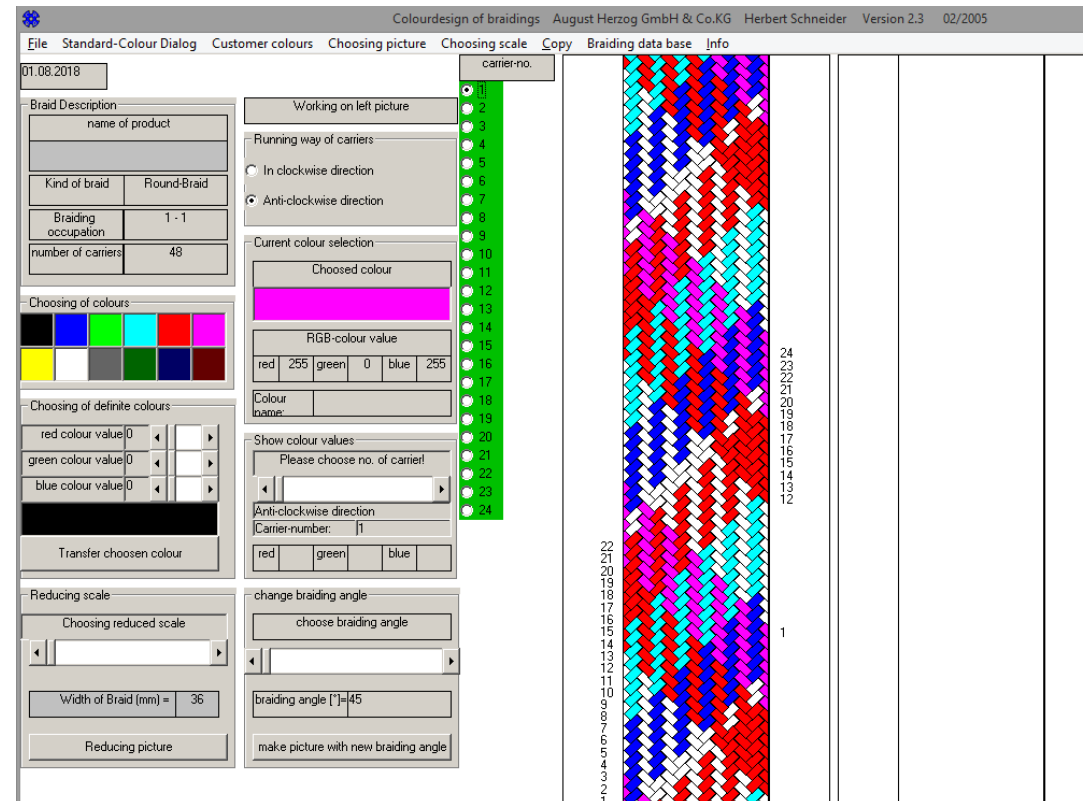 Colourdesign of braidings August Herzog GmbH & Co.KG Herbert Schneider Version 2.3 02/2005
File Standard-Colour Dialog Customer colours Choosing picture Choosing scale Copy Braiding data base Info
01.08.2018
Braid Description
name of product
Kind of braid Round-Braid
Braiding occupation 1 - 1
number of carriers 48
Choosing of colours
Choosing of definite colours
red colour value 0
green colour value 0
blue colour value 0
Transfer choosen colour
Reducing scale
Choosing reduced scale
Width of Braid (mm) = 36
Reducing picture
Working on left picture
Running way of carriers
In clockwise direction
Anti-clockwise direction
Current colour selection
Choosed colour
RGB-colour value
red 255 green 0 blue 255
Colour name:
Show colour values
Please choose no. of carrier!
Anti-clockwise direction
Carrier-number: 1
red green blue
change braiding angle
choose braiding angle
braiding angle [°]= 45
make picture with new braiding angle
carrier-no.
1
2
3
4
5
6
7
8
9
10
11
12
13
14
15
16
17
18
19
20
21
22
23
24
22
21
20
19
18
17
16
15
14
13
12
11
10
9
8
7
6
5
4
3
2
1
24
23
22
21
20
19
18
17
16
15
14
13
12
1